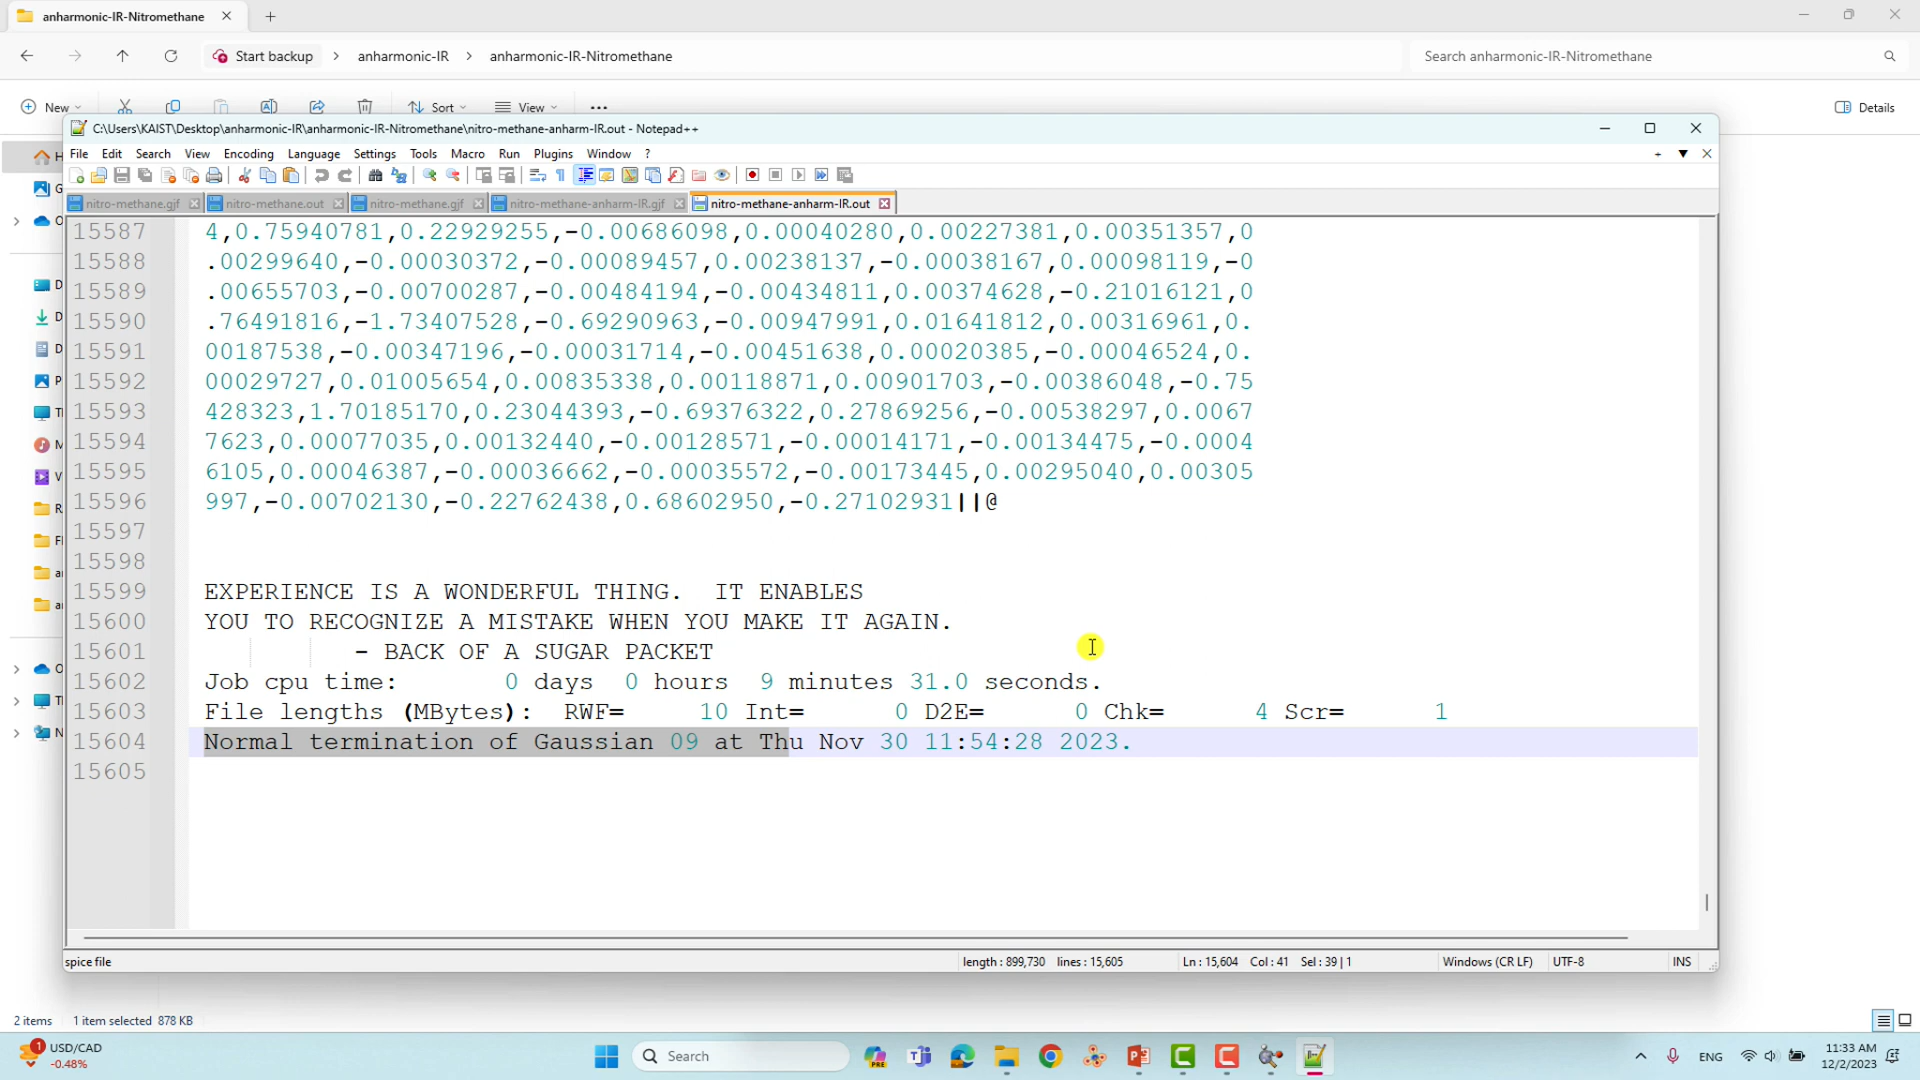 anharmonic-IR-Nitromethane
Start backup > anharmonic-IR > anharmonic-IR-Nitromethane
Search anharmonic-IR-Nitromethane
New Sort View ... Details
C:\Users\KAIST\Desktop\anharmonic-IR\anharmonic-IR-Nitromethane\nitro-methane-anharm-IR.out - Notepad++
File Edit Search View Encoding Language Settings Tools Macro Run Plugins Window ?
nitro-methane.gjf nitro-methane.out nitro-methane.gjf nitro-methane-anharm-IR.gjf nitro-methane-anharm-IR.out
15587 4,0.75940781,0.22929255,-0.00686098,0.00040280,0.00227381,0.00351357,0
15588 .00299640,-0.00030372,-0.00089457,0.00238137,-0.00038167,0.00098119,-0
15589 .00655703,-0.00700287,-0.00484194,-0.00434811,0.00374628,-0.21016121,0
15590 .76491816,-1.73407528,-0.69290963,-0.00947991,0.01641812,0.00316961,0.
15591 00187538,-0.00347196,-0.00031714,-0.00451638,0.00020385,-0.00046524,0.
15592 00029727,0.01005654,0.00835338,0.00118871,0.00901703,-0.00386048,-0.75
15593 428323,1.70185170,0.23044393,-0.69376322,0.27869256,-0.00538297,0.0067
15594 7623,0.00077035,0.00132440,-0.00128571,-0.00014171,-0.00134475,-0.0004
15595 6105,0.00046387,-0.00036662,-0.00035572,-0.00173445,0.00295040,0.00305
15596 997,-0.00702130,-0.22762438,0.68602950,-0.27102931||@
15597
15598
15599 EXPERIENCE IS A WONDERFUL THING. IT ENABLES
15600 YOU TO RECOGNIZE A MISTAKE WHEN YOU MAKE IT AGAIN.
15601 - BACK OF A SUGAR PACKET
15602 Job cpu time: 0 days 0 hours 9 minutes 31.0 seconds.
15603 File lengths (MBytes): RWF= 10 Int= 0 D2E= 0 Chk= 4 Scr= 1
15604 Normal termination of Gaussian 09 at Thu Nov 30 11:54:28 2023.
15605
spice file length : 899,730 lines : 15,605 Ln : 15,604 Col : 41 Sel : 39 | 1 Windows (CR LF) UTF-8 INS
2 items 1 item selected 878 KB
1 USD/CAD
-0.48%
Search
PRE
ENG
11:33 AM
12/2/2023